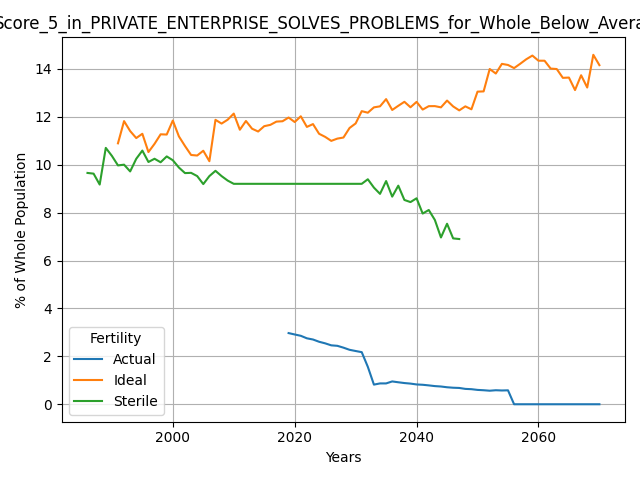 Score_5_in_PRIVATE_ENTERPRISE_SOLVES_PROBLEMS_for_Whole_Below_Avera
14
12
10
8
6
4
2
0
% of Whole Population
Fertility
Actual
Ideal
Sterile
2000
2020
2040
2060
Years